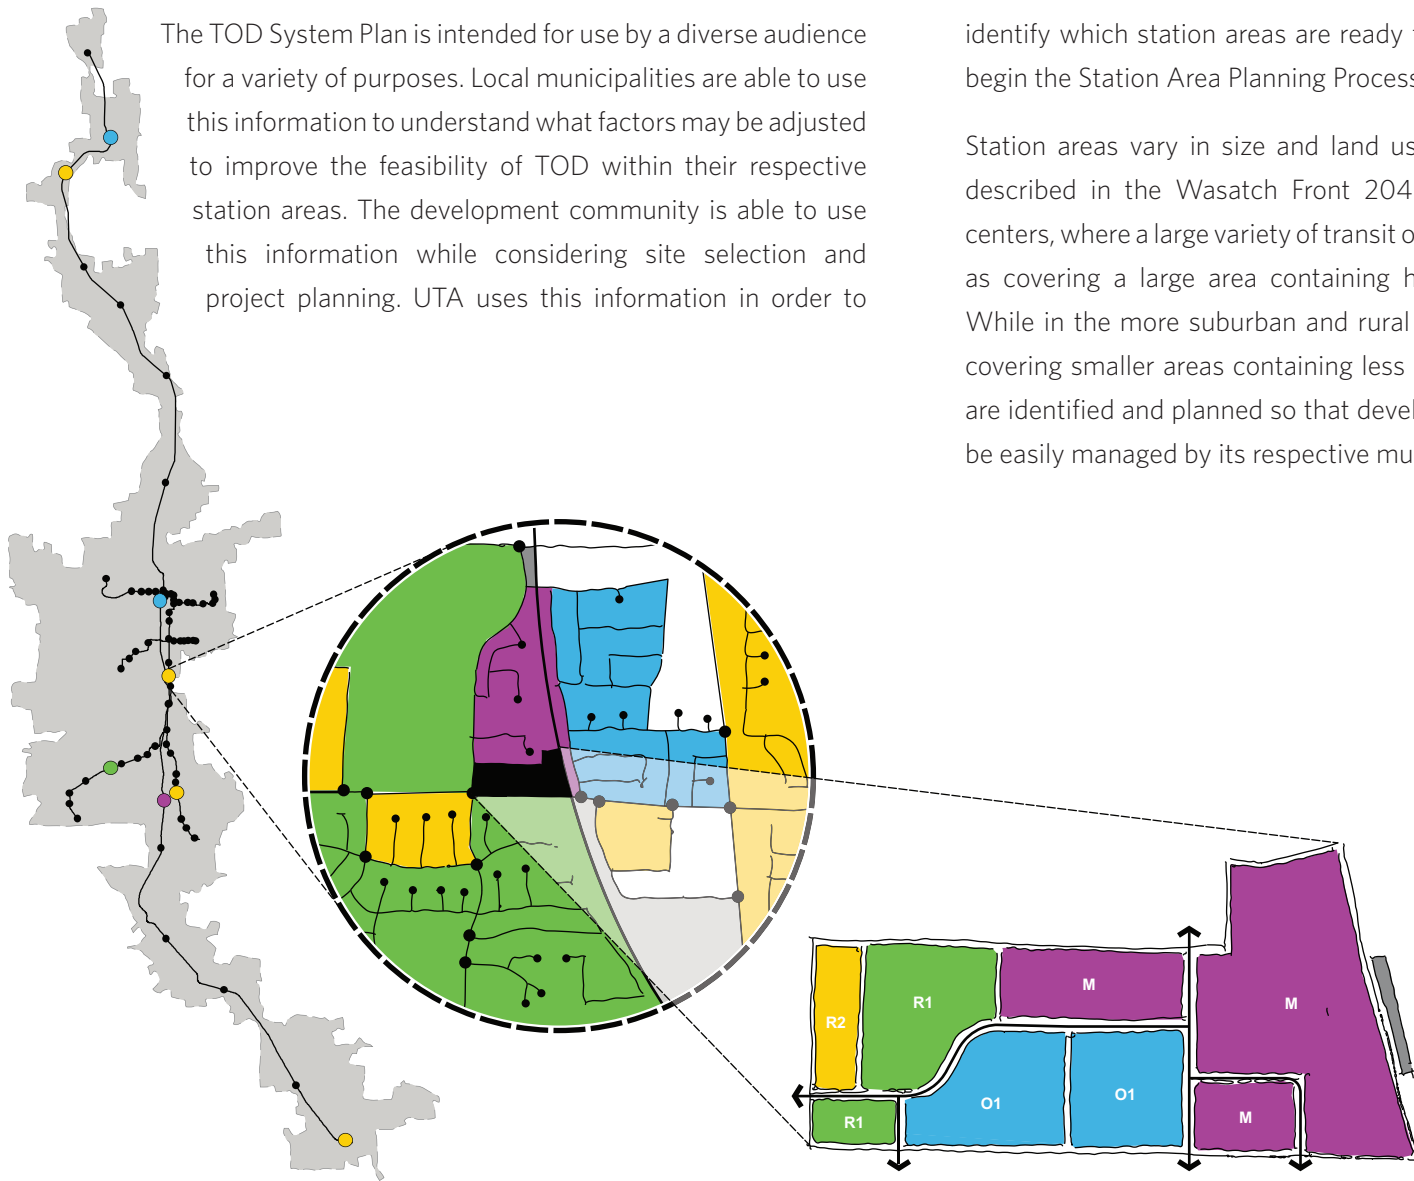 The TOD System Plan is intended for use by a diverse audience
for a variety of purposes. Local municipalities are able to use
this information to understand what factors may be adjusted
to improve the feasibility of TOD within their respective
station areas. The development community is able to use
this information while considering site selection and
project planning. UTA uses this information in order to
identify which station areas are ready
begin the Station Area Planning Process
Station areas vary in size and land
described in the Wasatch Front 204
centers, where a large variety of transit
as covering a large area containing
While in the more suburban and rural
covering smaller areas containing less
are identified and planned so that
be easily managed by its respective
R2
R1
M
M
R1
O1
O1
M